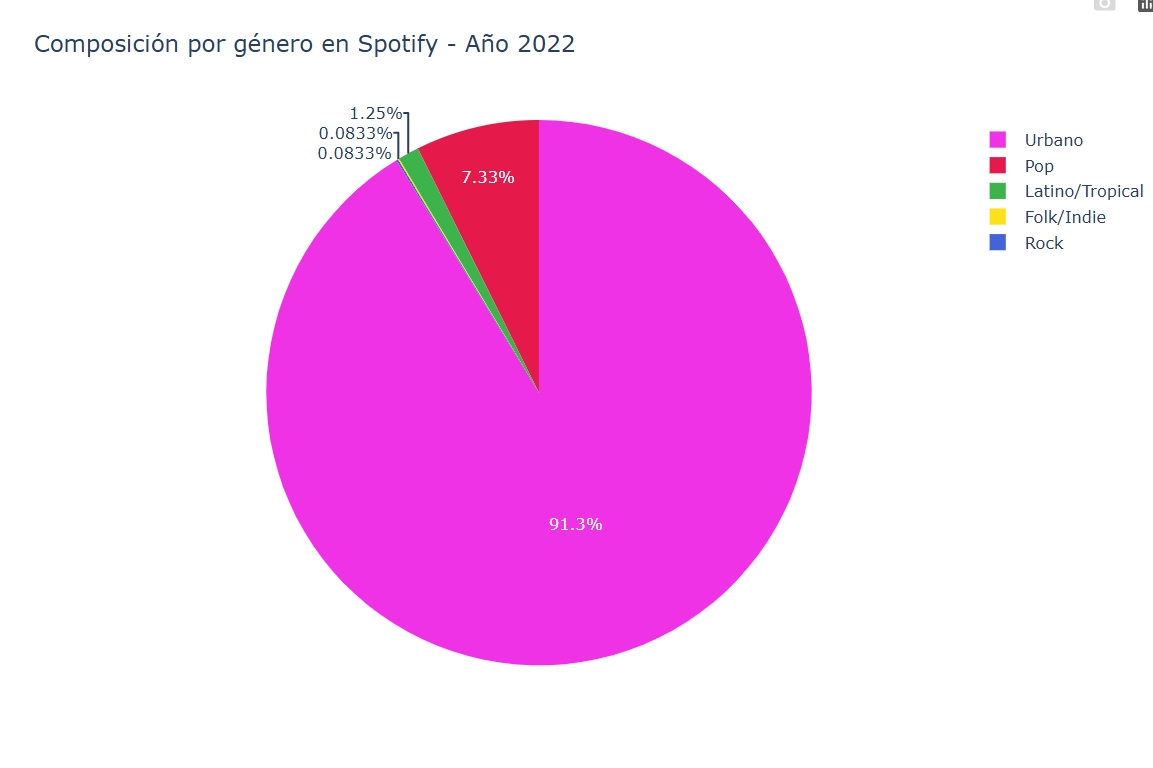 Composición por género en Spotify - Año 2022
1.25%
0.0833%
0.0833%
7.33%
91.3%
Urbano
Pop
Latino/Tropical
Folk/Indie
Rock